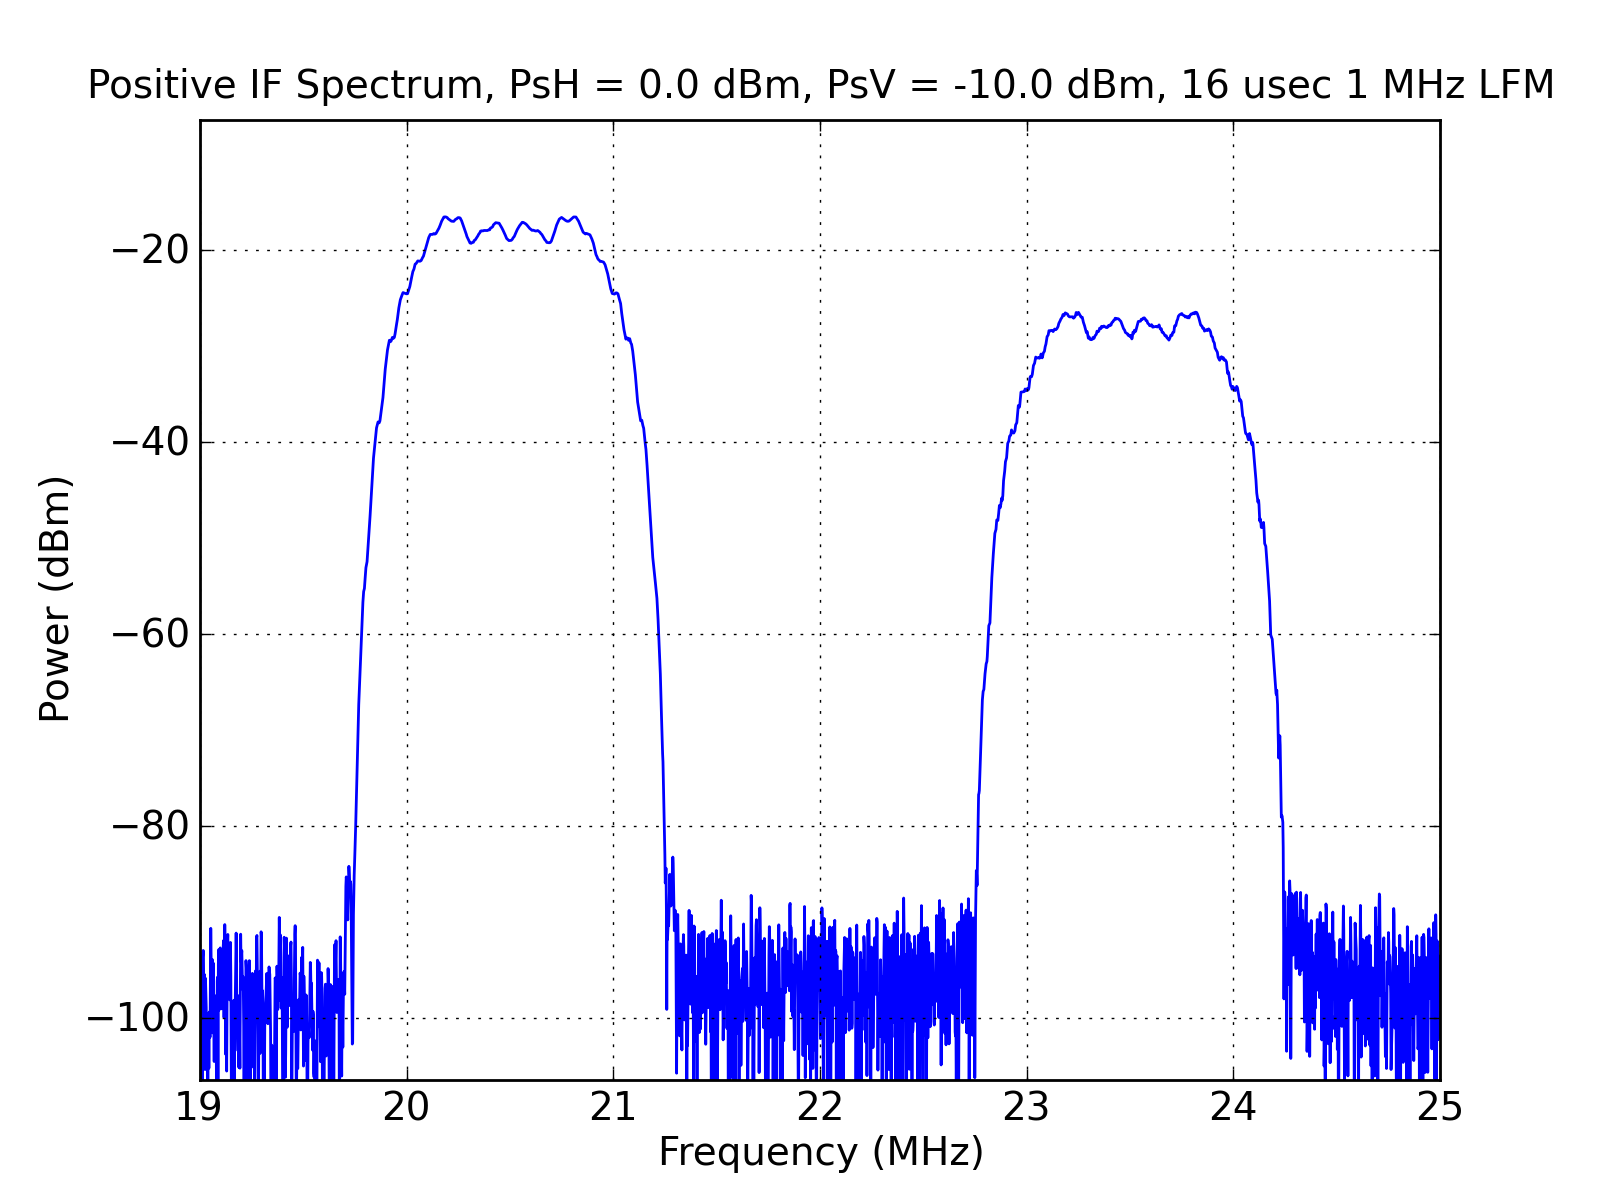 Positive IF Spectrum, PsH = 0.0 dBm, PsV = -10.0 dBm, 16 usec 1 MHz LFM
−20
−40
−60
−80
−100
Power (dBm)
19 20 21 22 23 24 25
Frequency (MHz)